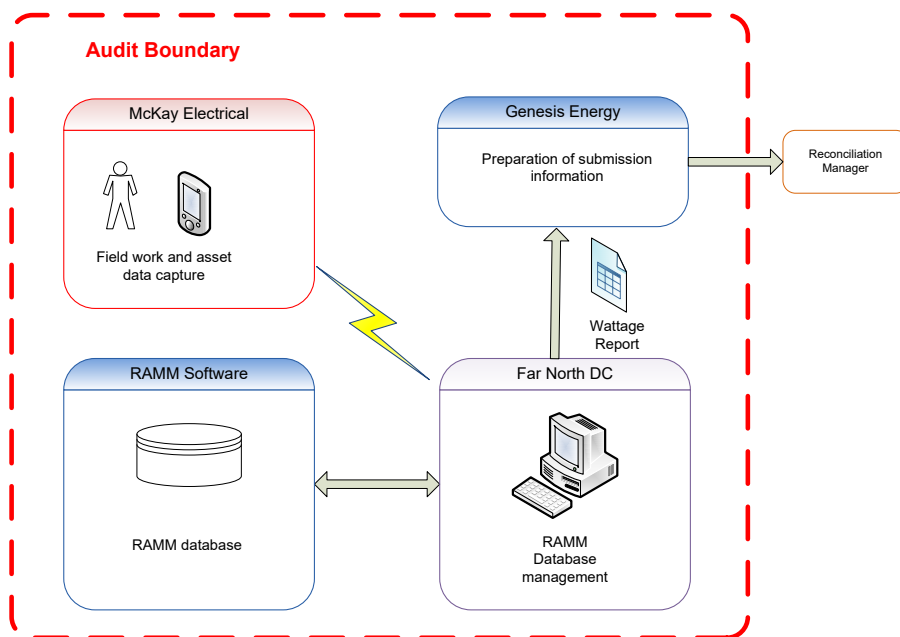 Audit Boundary
McKay Electrical
Field work and asset
data capture
Genesis Energy
Preparation of submission
information
Reconciliation
Manager
Wattage
Report
RAMM Software
RAMM database
Far North DC
RAMM
Database
management